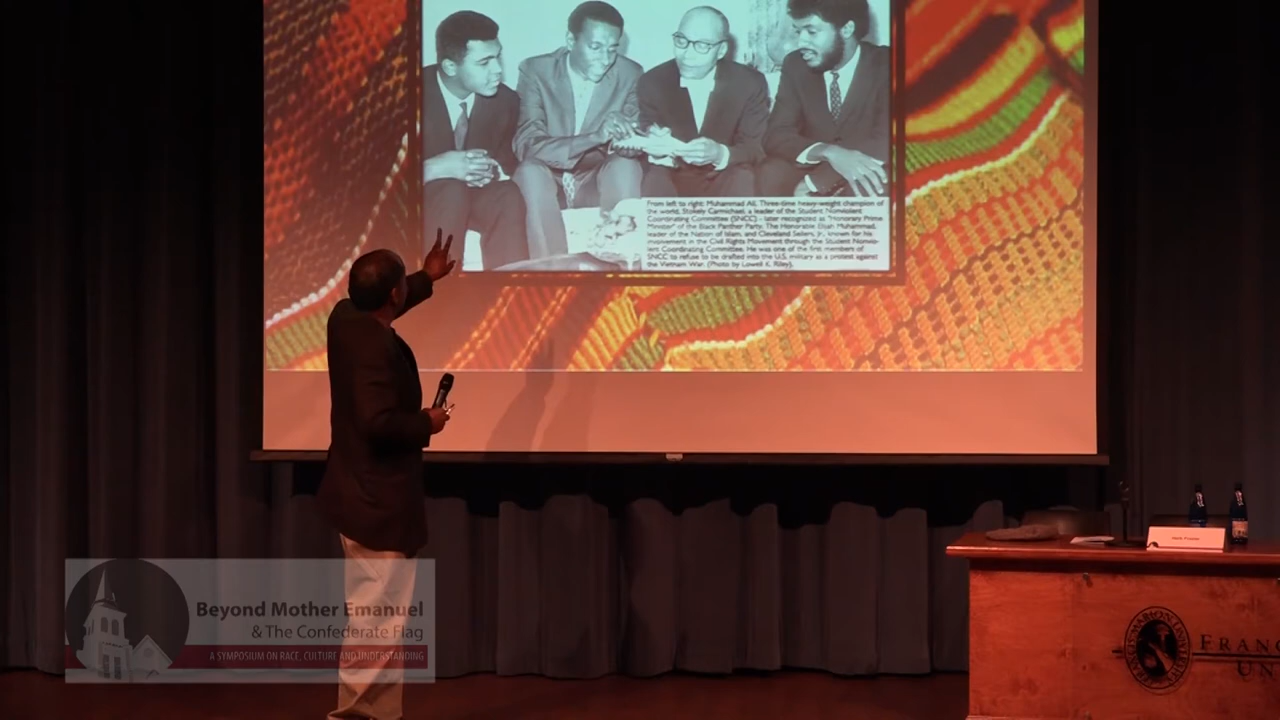 From left to right: Muhammad Ali, Three-time heavy-weight champion of
the world, Stokely Carmichael, a leader of the Student Nonviolent
Coordinating Committee (SNCC) - later recognized as "Honorary Prime
Minister" of the Black Panther Party; The Honorable Elijah Muhammad,
leader of the Nation of Islam, and Cleveland Sellers, Jr., known for his
involvement in the Civil Rights Movement through the Student Nonvio-
lent Coordinating Committee. He was one of the first members of
SNCC to refuse to be drafted into the U.S. military as a protest against
the Vietnam War. (Photo by Lowell K. Riley).
Beyond Mother Emanuel
& The Confederate Flag
A SYMPOSIUM ON RACE, CULTURE AND UNDERSTANDING
FRANC
UN